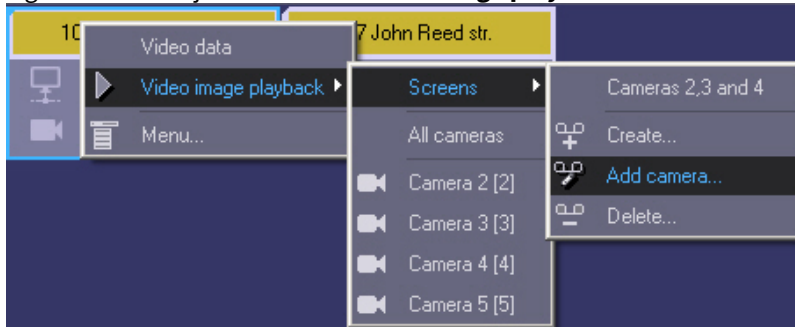 10
7 John Reed str.
Video data
Video image playback
Menu...
Screens
All cameras
Camera 2 [2]
Camera 3 [3]
Camera 4 [4]
Camera 5 [5]
Cameras 2,3 and 4
Create...
Add camera...
Delete...